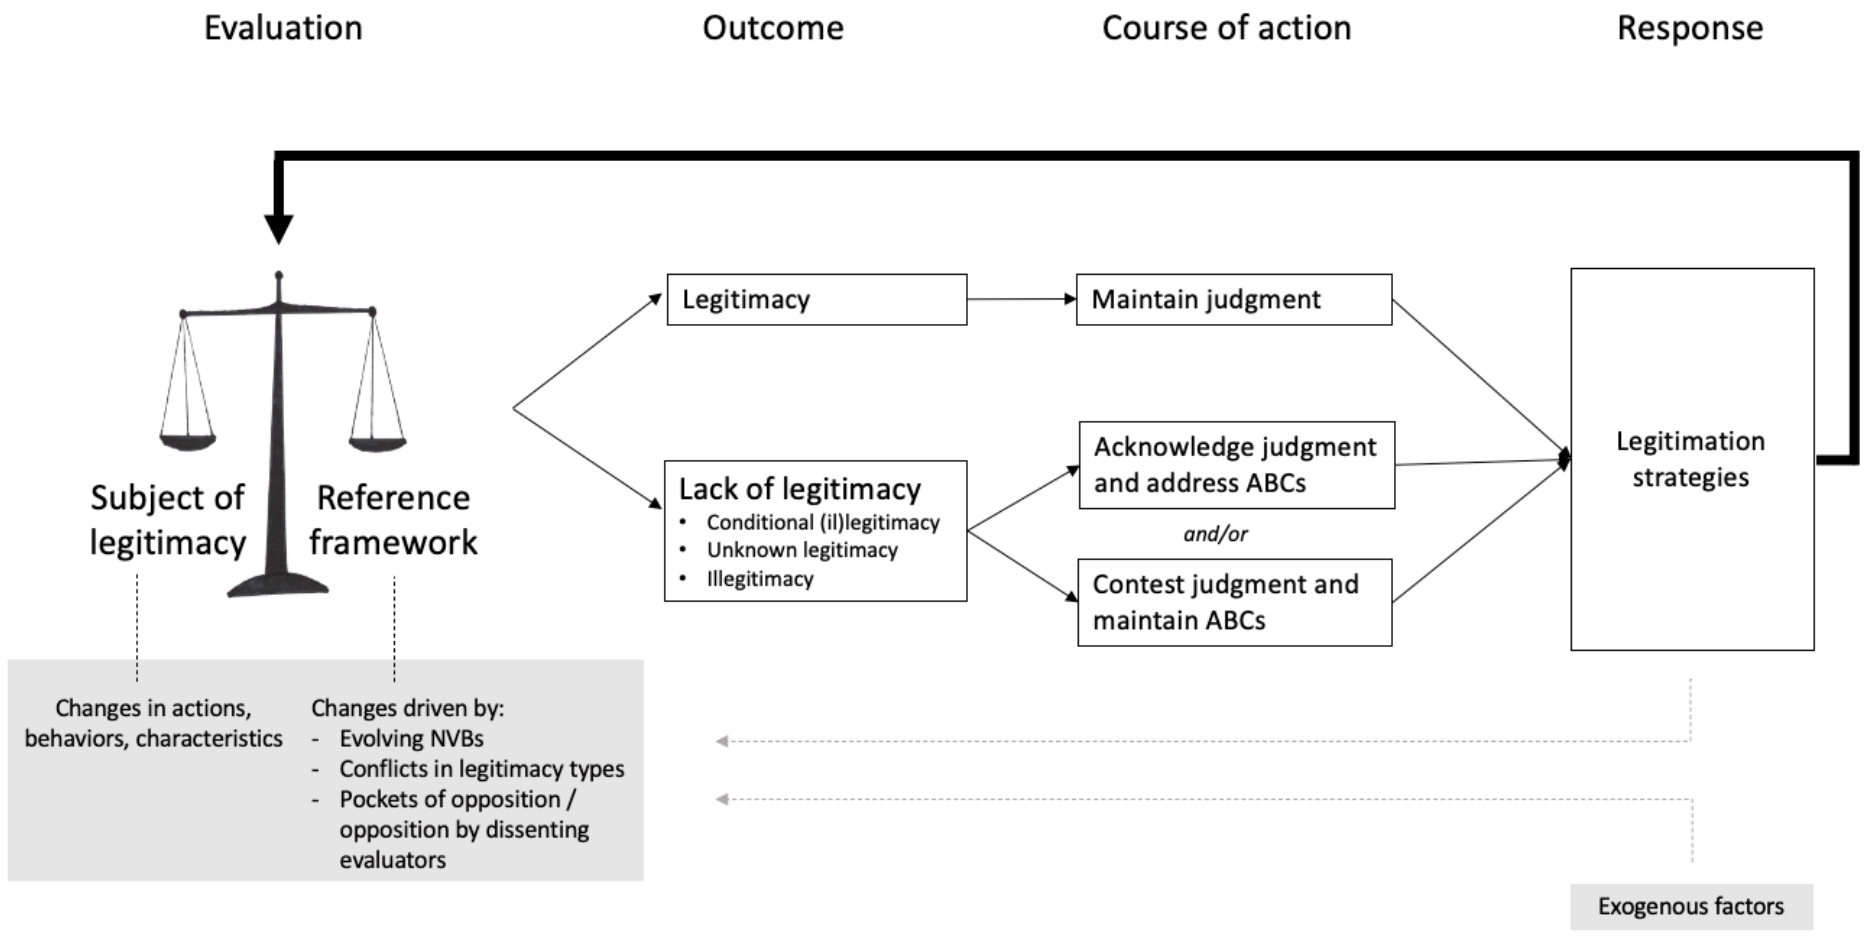 Evaluation
Outcome
Course of action
Response
Subject of
legitimacy
Reference
framework
Changes in actions,
behaviors, characteristics
Changes driven by:
- Evolving NVBs
- Conflicts in legitimacy types
- Pockets of opposition /
opposition by dissenting
evaluators
Legitimacy
Lack of legitimacy
• Conditional (il)legitimacy
• Unknown legitimacy
• Illegitimacy
Maintain judgment
Acknowledge judgment
and address ABCs
and/or
Contest judgment and
maintain ABCs
Legitimation
strategies
Exogenous factors